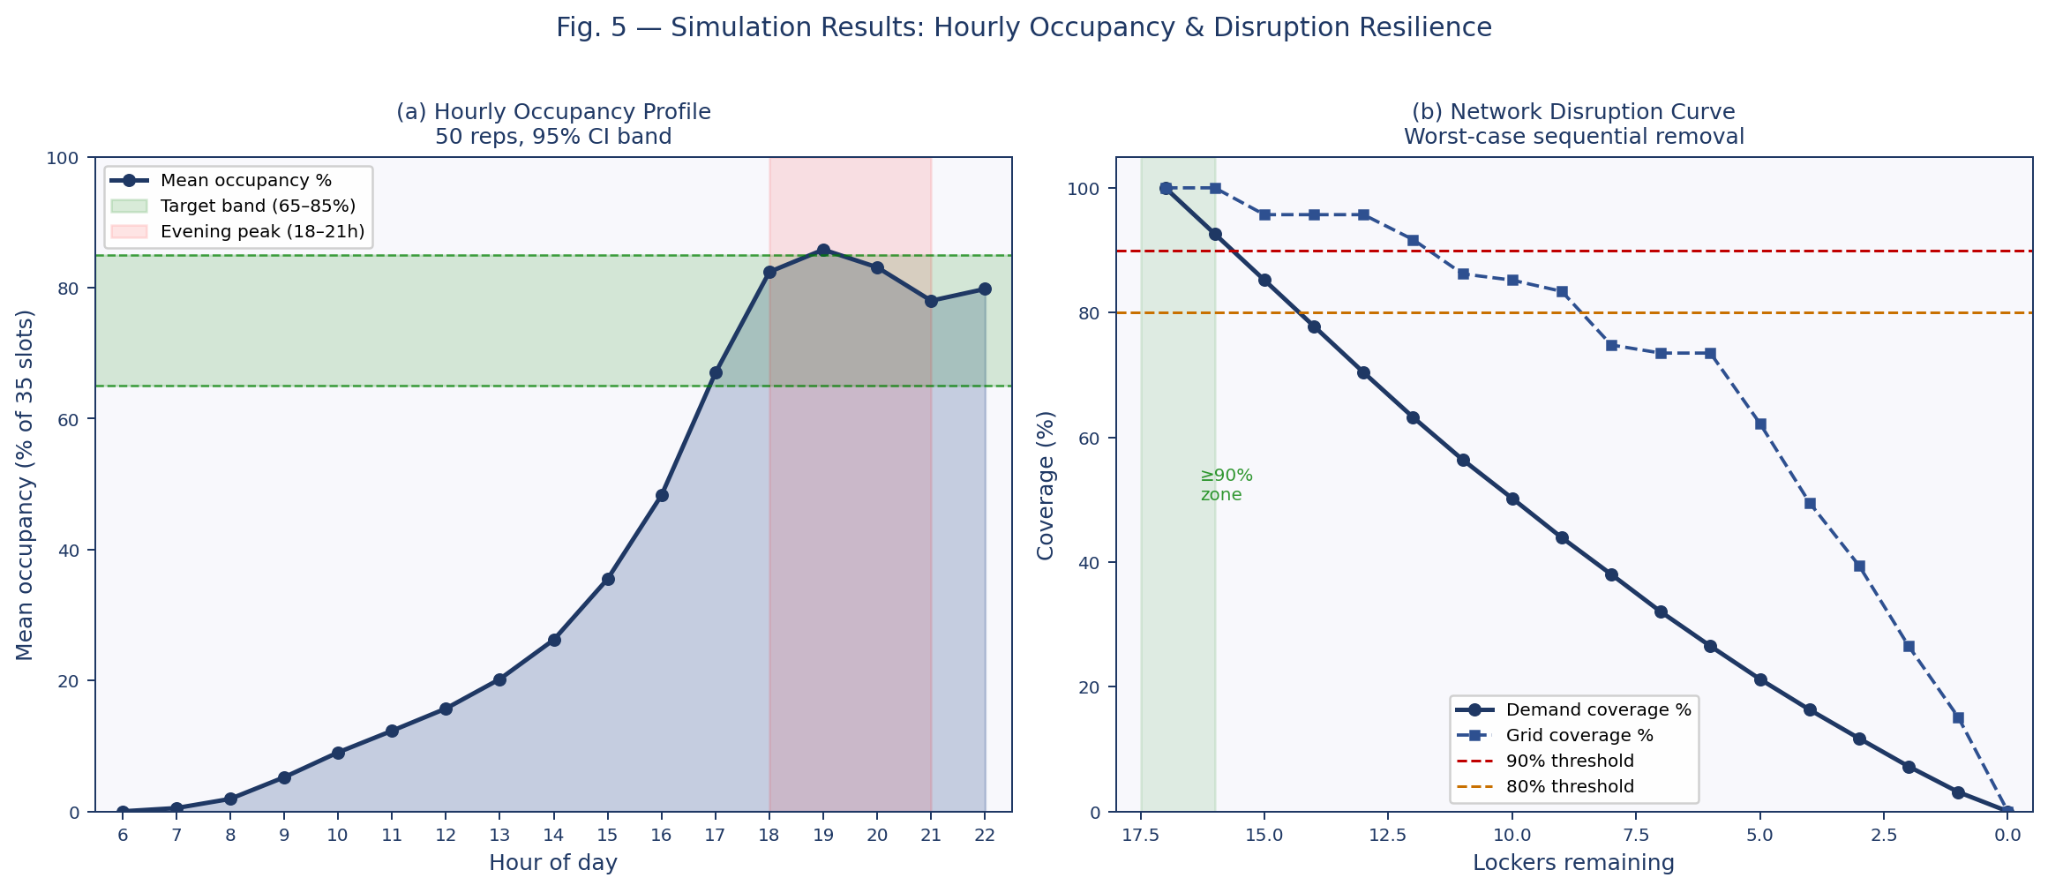 Fig. 5 — Simulation Results: Hourly Occupancy & Disruption Resilience
(a) Hourly Occupancy Profile
50 reps, 95% CI band
Mean occupancy %
Target band (65–85%)
Evening peak (18–21h)
Mean occupancy (% of 35 slots)
100
80
60
40
20
0
6 7 8 9 10 11 12 13 14 15 16 17 18 19 20 21 22
Hour of day
(b) Network Disruption Curve
Worst-case sequential removal
Coverage (%)
100
80
60
40
20
0
≥90%
zone
Demand coverage %
Grid coverage %
90% threshold
80% threshold
17.5 15.0 12.5 10.0 7.5 5.0 2.5 0.0
Lockers remaining